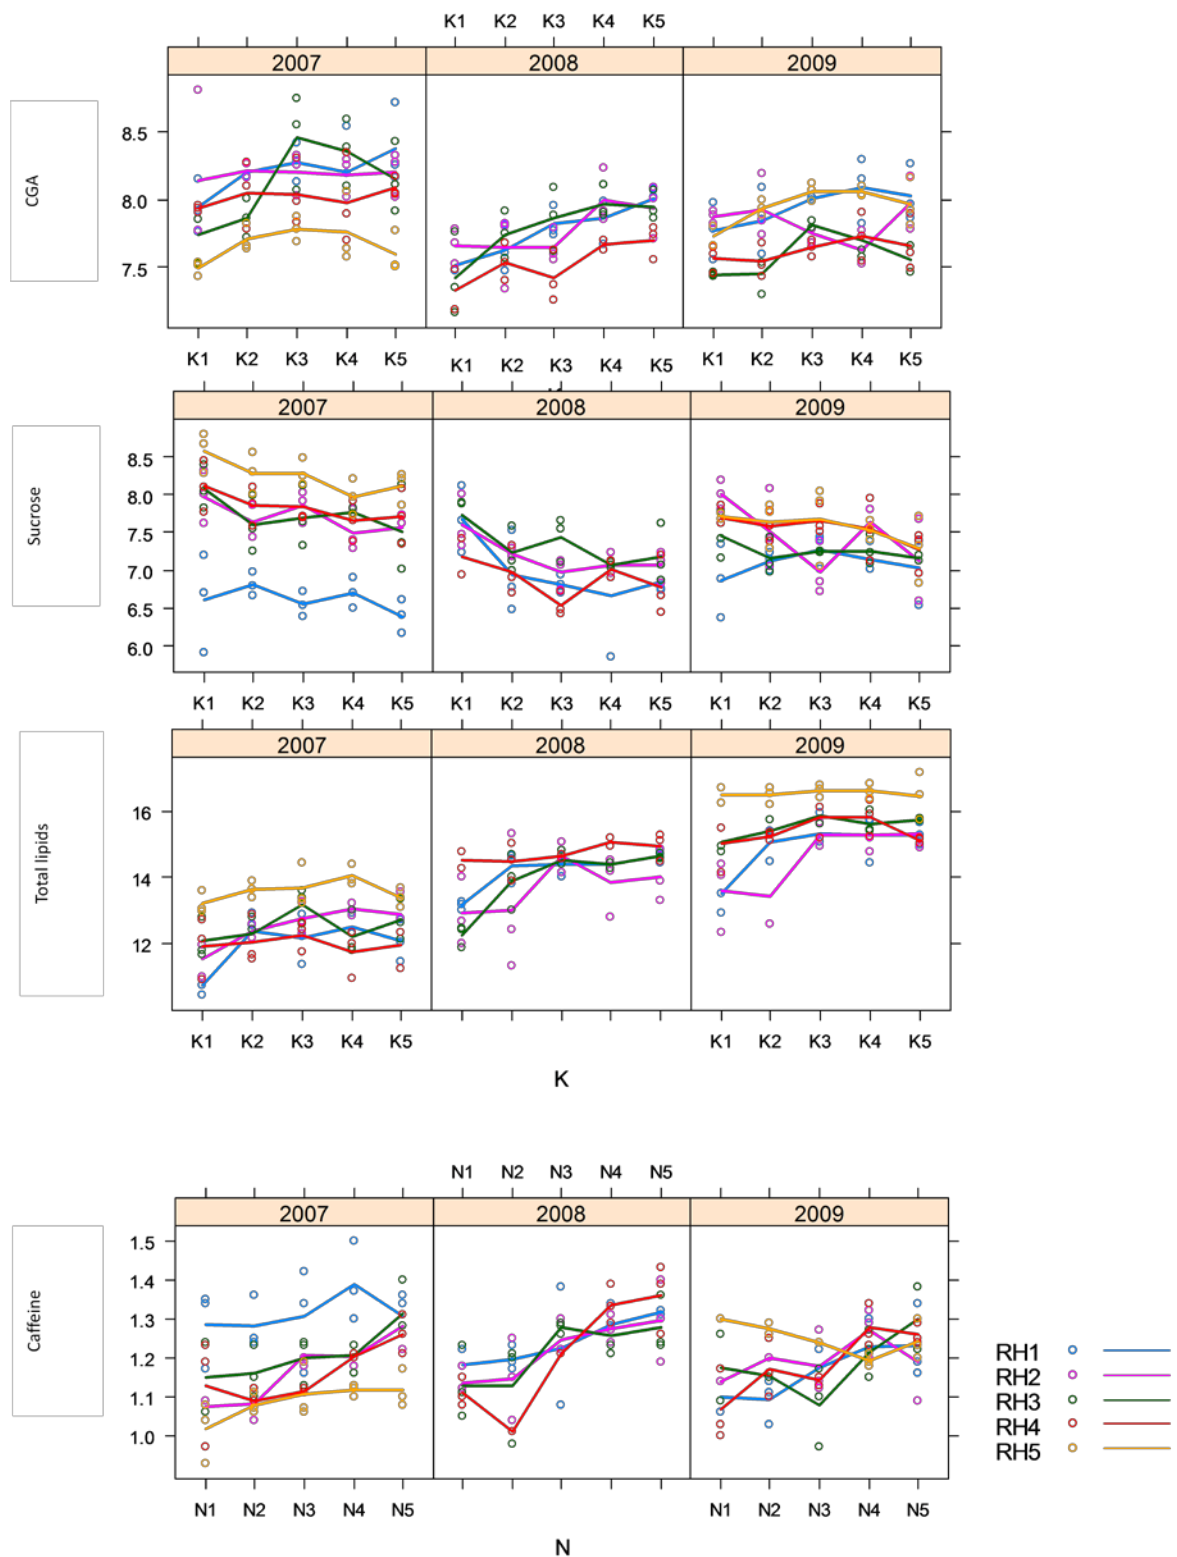 K1 K2 K3 K4 K5
2007 2008 2009
CGA
8.5
8.0
7.5
K1 K2 K3 K4 K5 K1 K2 K3 K4 K5 K1 K2 K3 K4 K5
2007 2008 2009
Sucrose
8.5
8.0
7.5
7.0
6.5
6.0
K1 K2 K3 K4 K5 K1 K2 K3 K4 K5 K1 K2 K3 K4 K5
2007 2008 2009
Total lipids
16
14
12
K1 K2 K3 K4 K5 K1 K2 K3 K4 K5
K
N1 N2 N3 N4 N5
2007 2008 2009
Caffeine
1.5
1.4
1.3
1.2
1.1
1.0
N1 N2 N3 N4 N5 N1 N2 N3 N4 N5
N
RH1
RH2
RH3
RH4
RH5